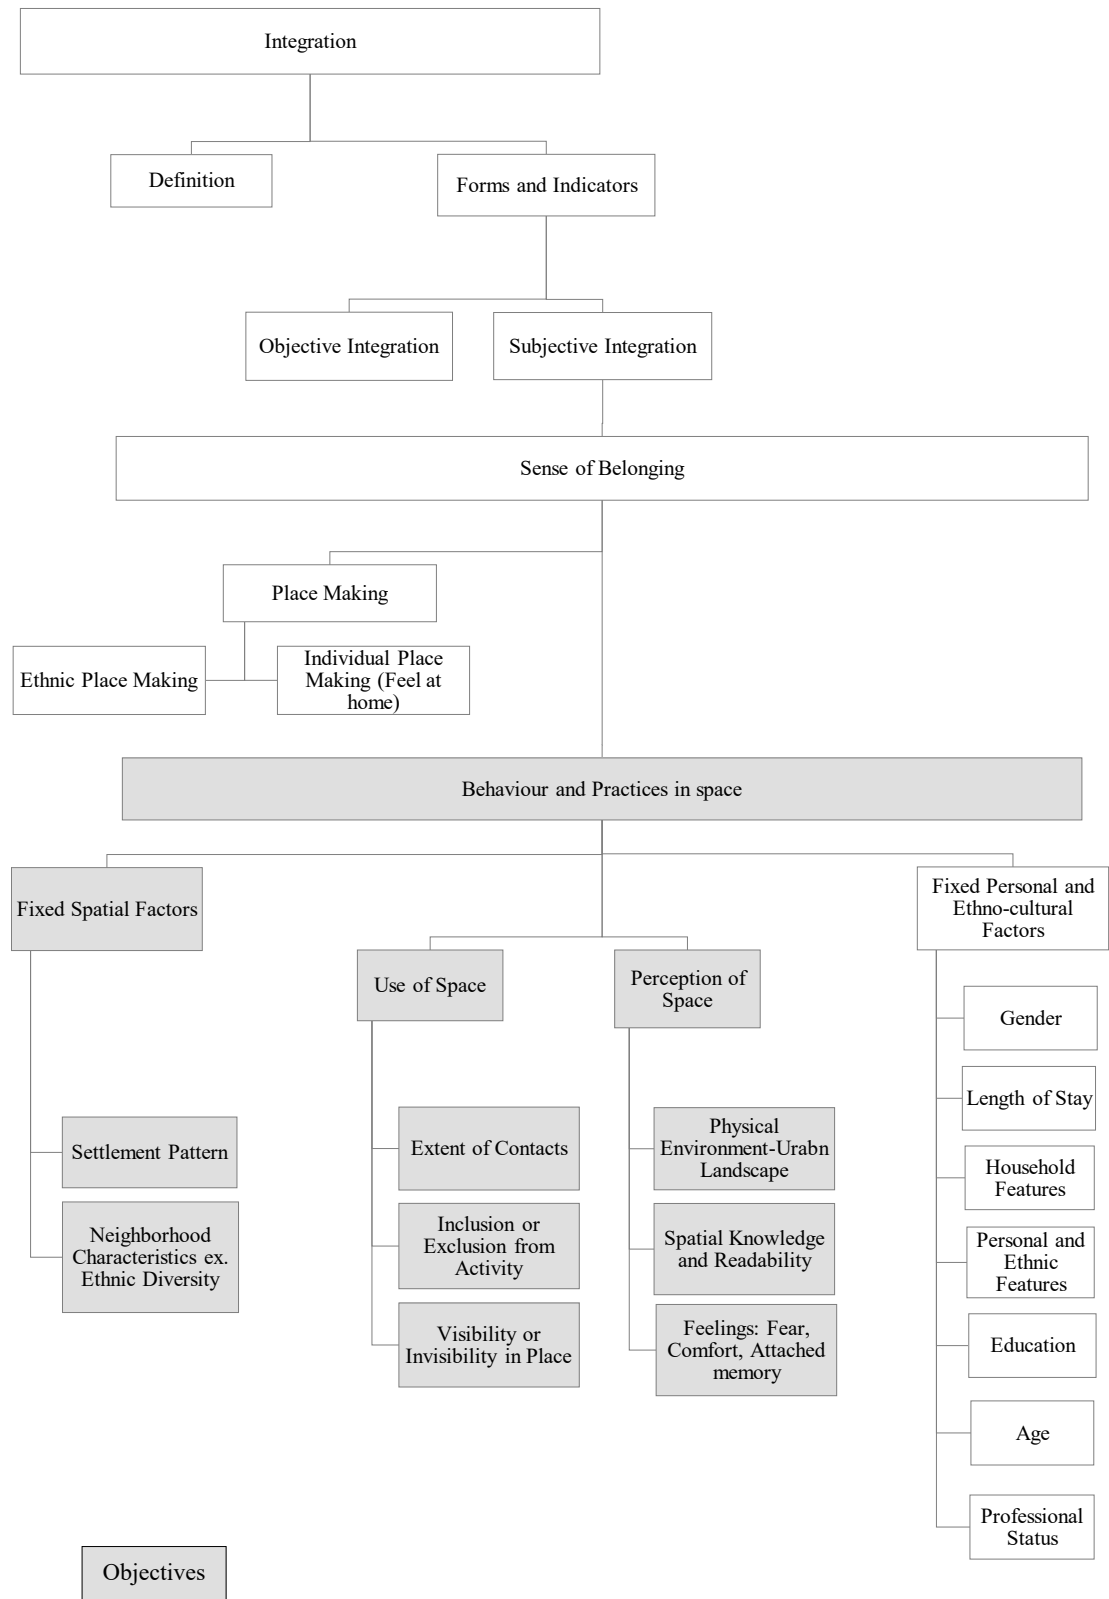 Integration
Definition
Forms and Indicators
Objective Integration
Subjective Integration
Sense of Belonging
Place Making
Ethnic Place Making
Individual Place
Making (Feel at
home)
Behaviour and Practices in space
Fixed Spatial Factors
Settlement Pattern
Neighborhood
Characteristics ex.
Ethnic Diversity
Use of Space
Extent of Contacts
Inclusion or
Exclusion from
Activity
Visibility or
Invisibility in Place
Perception of
Space
Physical
Environment-Urabn
Landscape
Spatial Knowledge
and Readability
Feelings: Fear,
Comfort, Attached
memory
Fixed Personal and
Ethno-cultural
Factors
Gender
Length of Stay
Household
Features
Personal and
Ethnic
Features
Education
Age
Professional
Status
Objectives